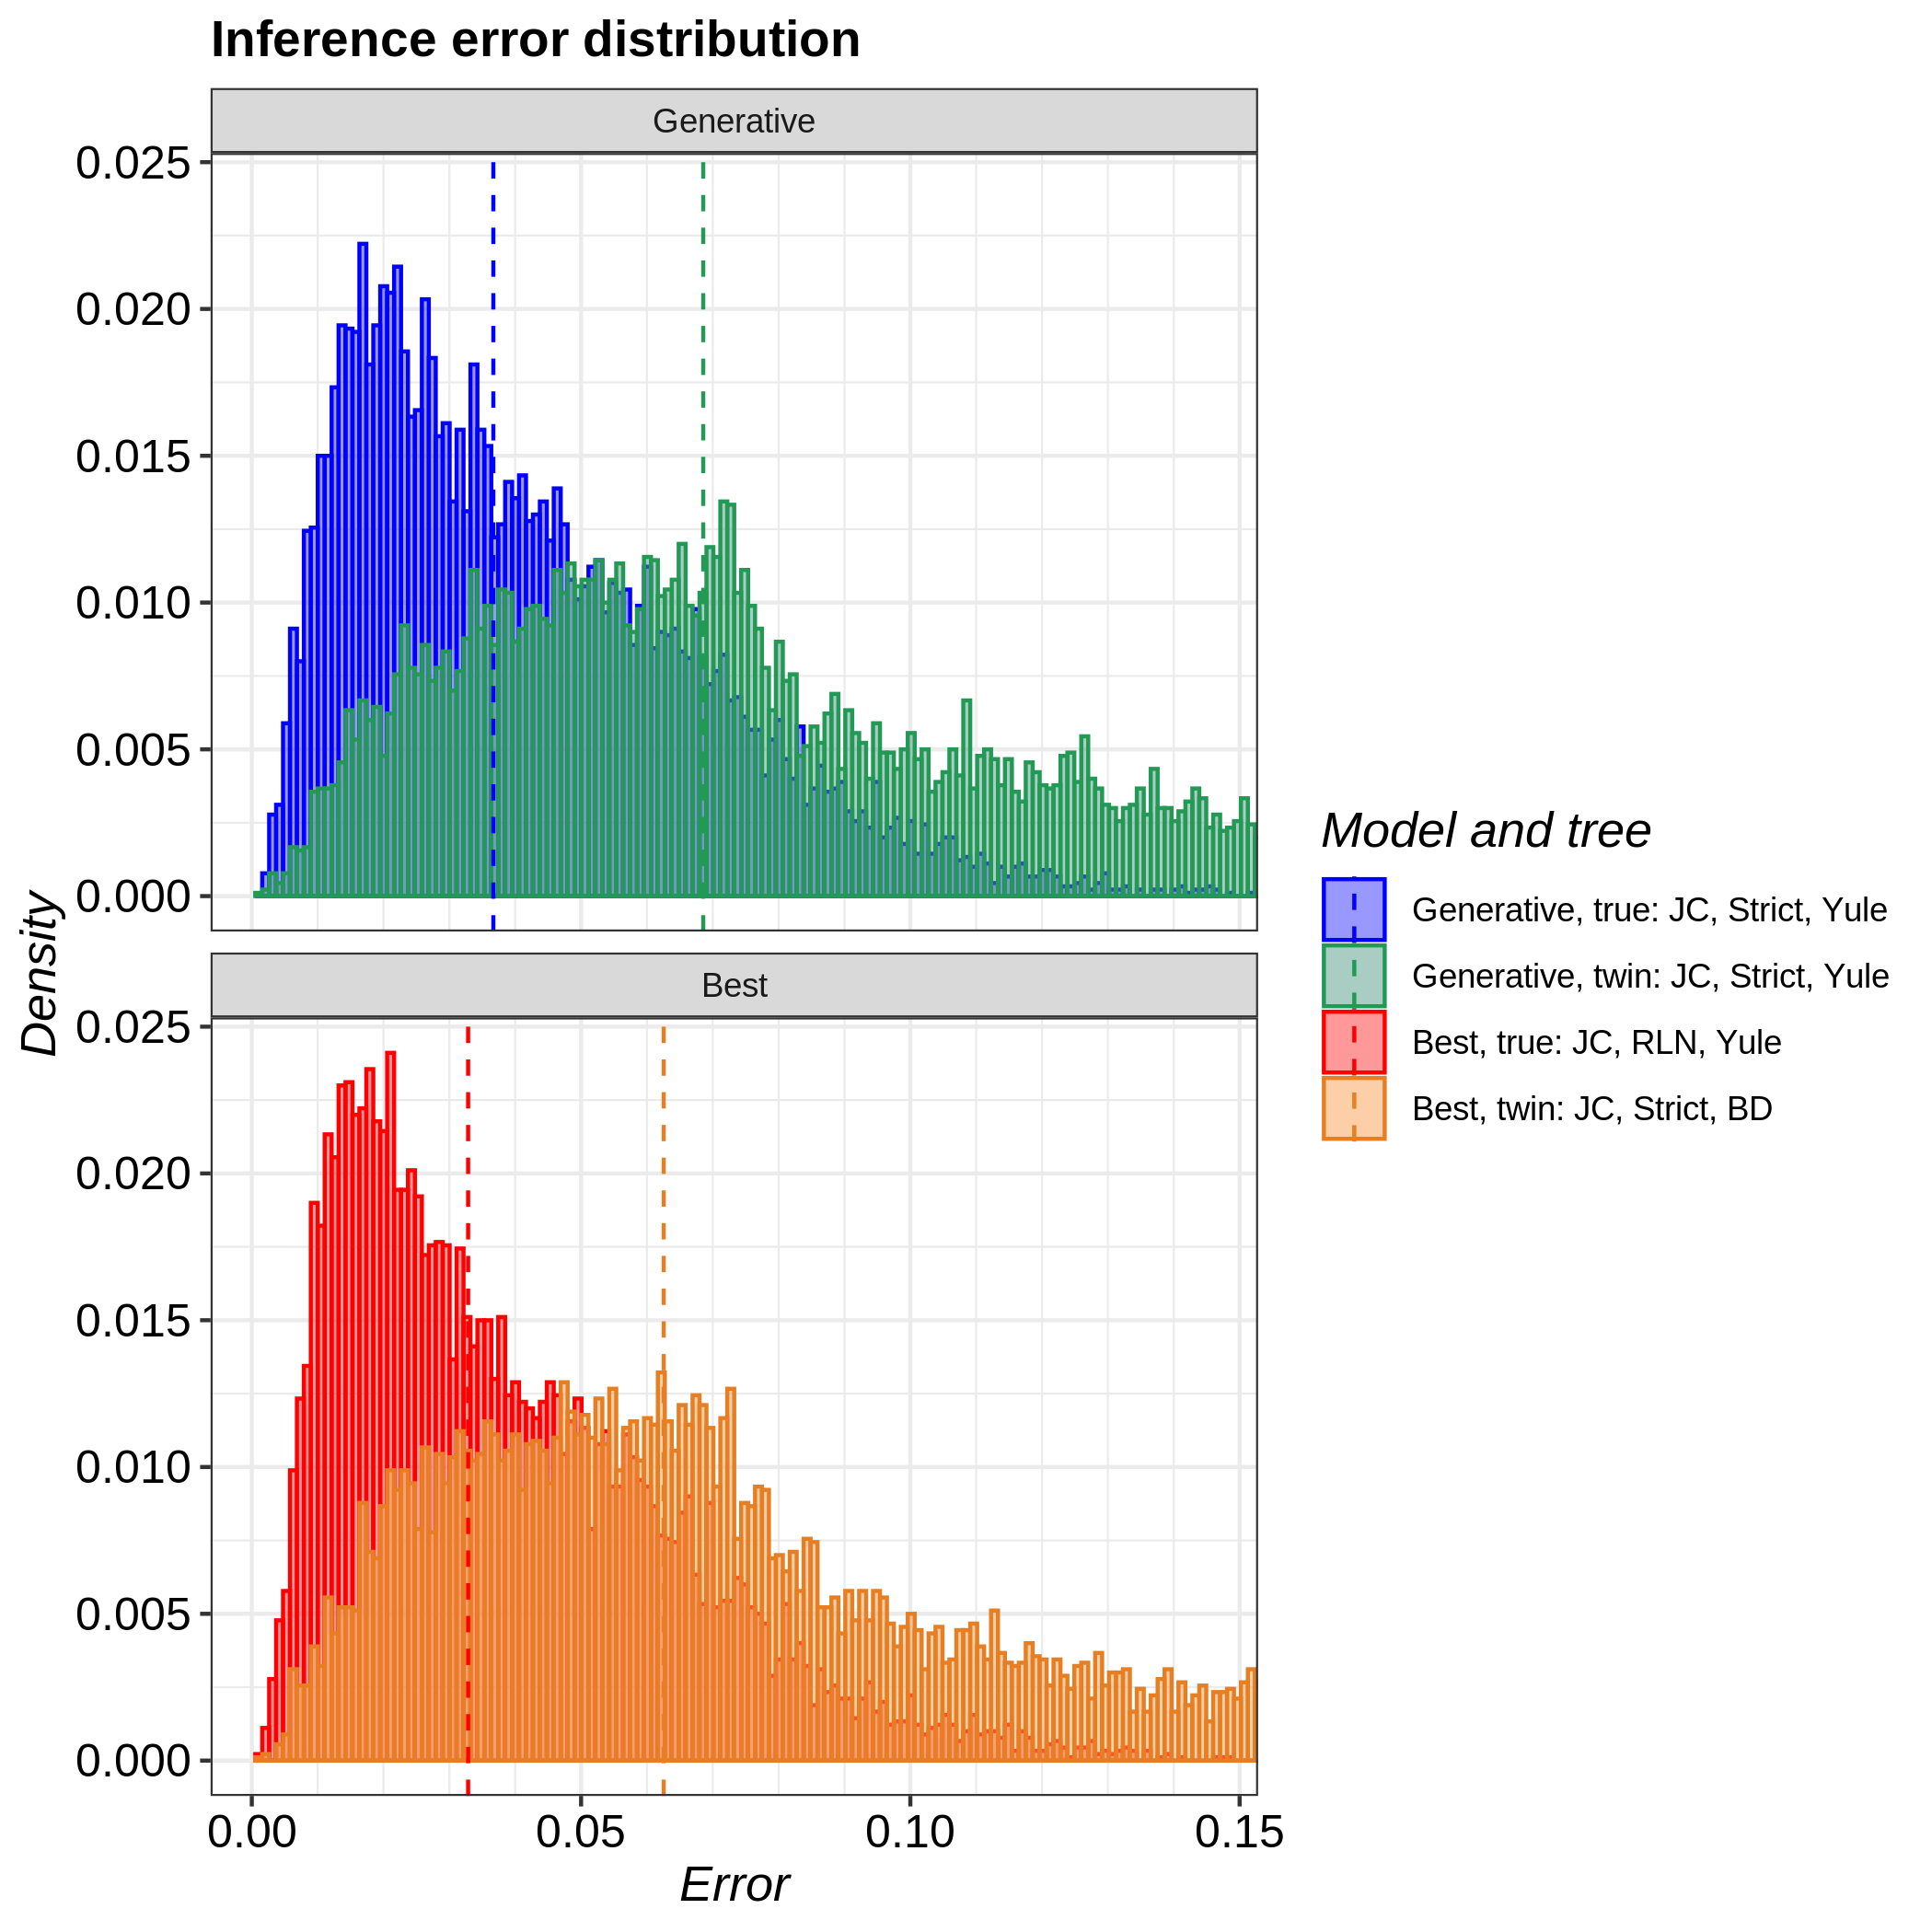 Inference error distribution
Generative
0.025
0.020
0.015
0.010
0.005
0.000
Best
0.025
0.020
0.015
0.010
0.005
0.000
0.00 0.05 0.10 0.15
Error
Density
Model and tree
Generative, true: JC, Strict, Yule
Generative, twin: JC, Strict, Yule
Best, true: JC, RLN, Yule
Best, twin: JC, Strict, BD